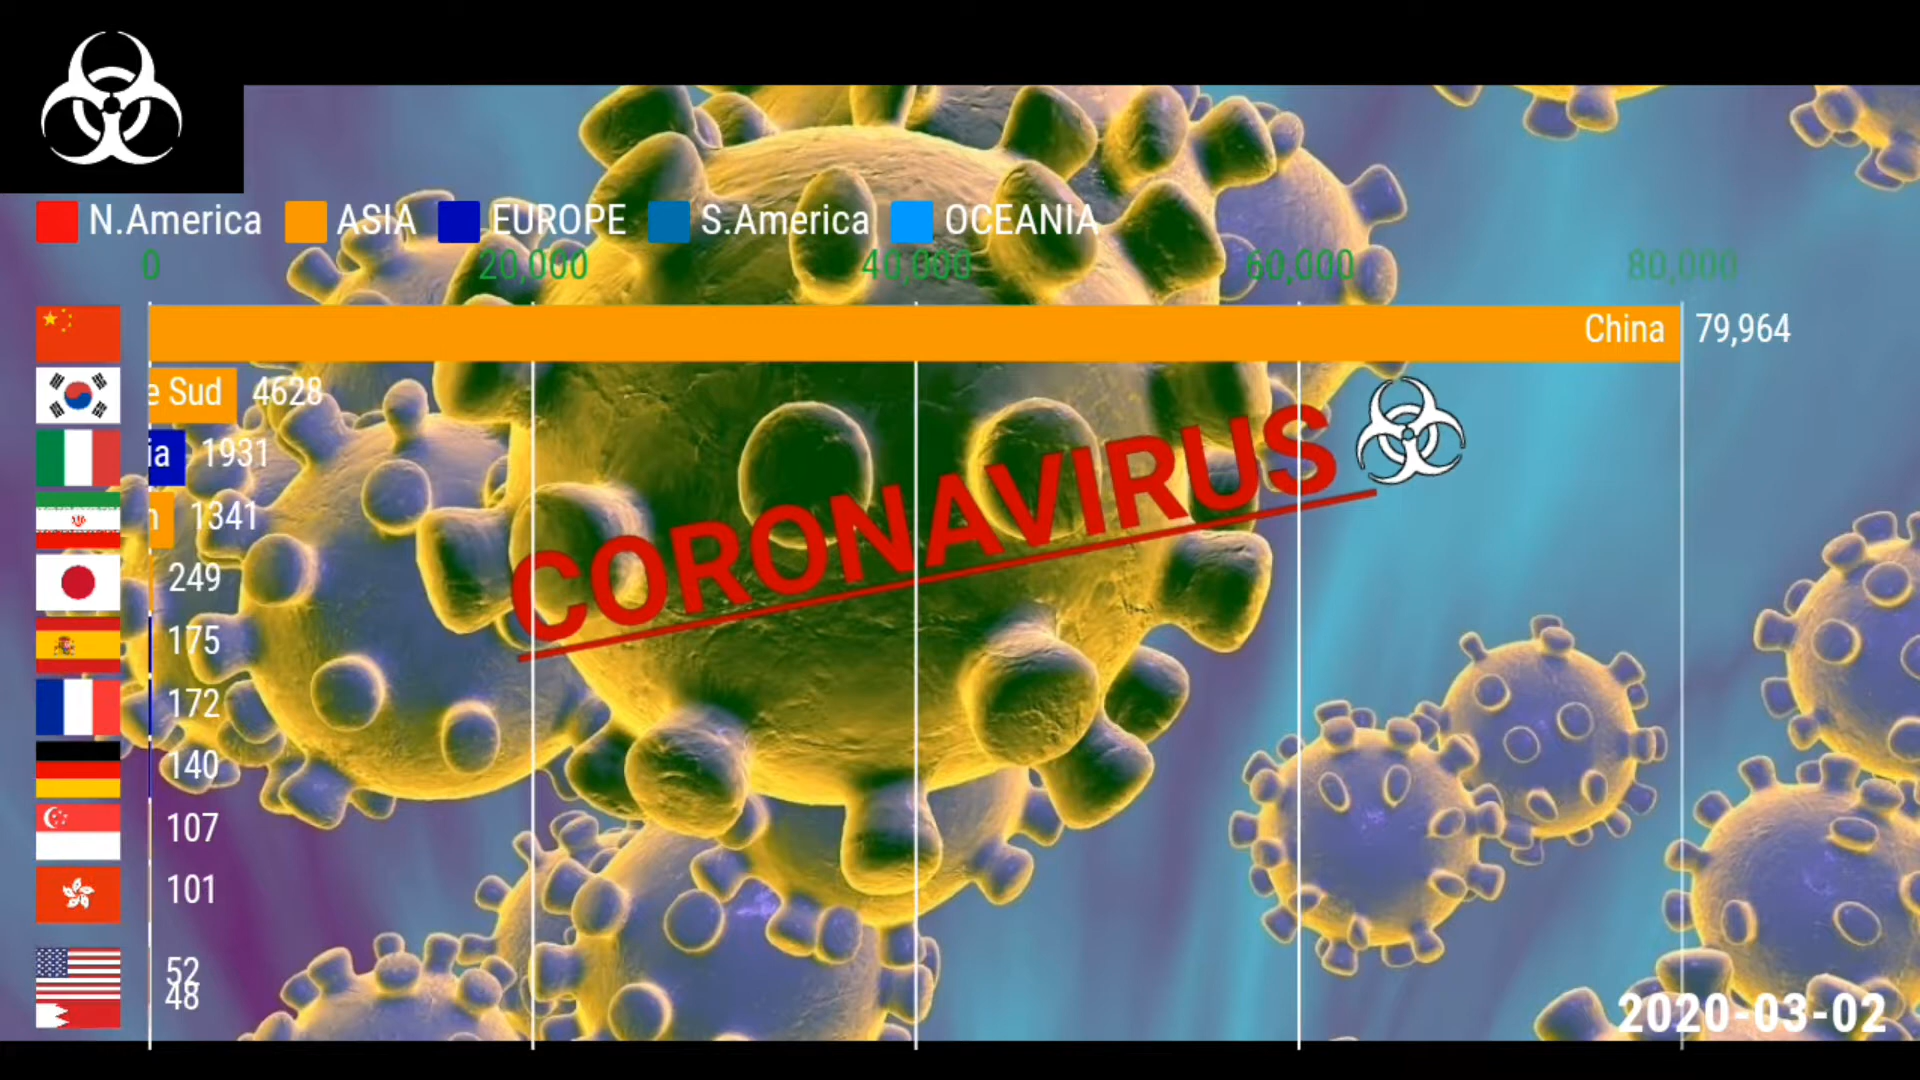 N.America ASIA EUROPE S.America OCEANIA
0 20,000 40,000 60,000 80,000
China 79,964
e Sud 4628
ia 1931
n 1341
249
175
172
140
107
101
52
48
CORONAVIRUS
2020-03-02